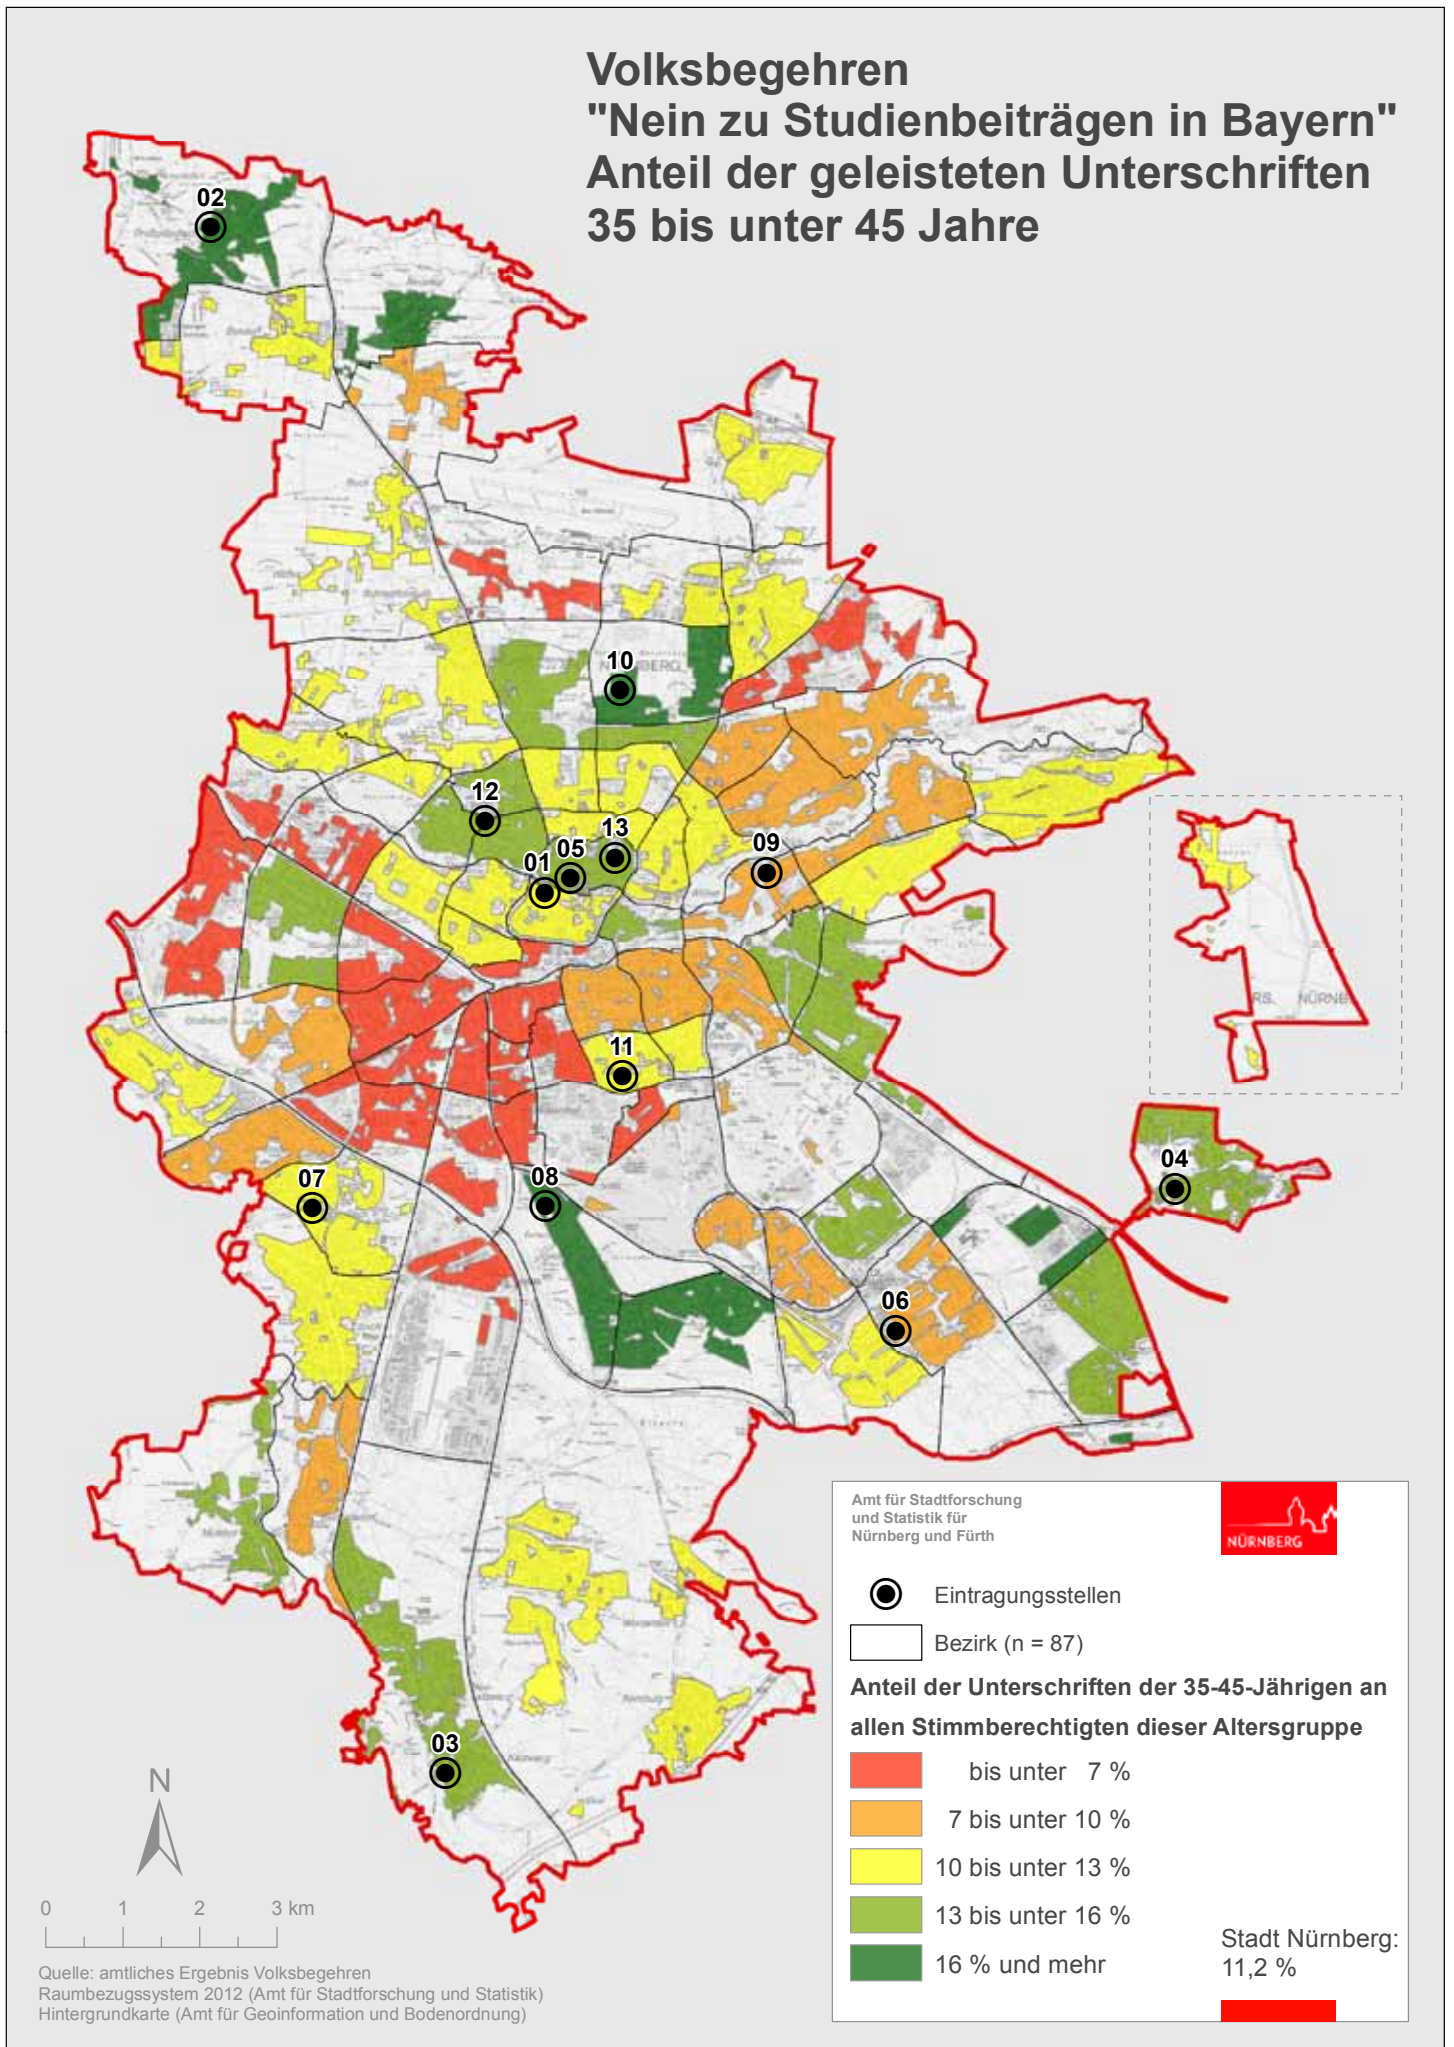 Volksbegehren
"Nein zu Studienbeiträgen in Bayern"
Anteil der geleisteten Unterschriften
35 bis unter 45 Jahre
02
10
12
13
05
01
09
11
07
08
04
06
03
RS. NÜRNB
Amt für Stadtforschung
und Statistik für
Nürnberg und Fürth
NÜRNBERG
Eintragungsstellen
Bezirk (n = 87)
Anteil der Unterschriften der 35-45-Jährigen an
allen Stimmberechtigten dieser Altersgruppe
bis unter 7 %
7 bis unter 10 %
10 bis unter 13 %
13 bis unter 16 %
16 % und mehr
Stadt Nürnberg:
11,2 %
N
0 1 2 3 km
Quelle: amtliches Ergebnis Volksbegehren
Raumbezugssystem 2012 (Amt für Stadtforschung und Statistik)
Hintergrundkarte (Amt für Geoinformation und Bodenordnung)